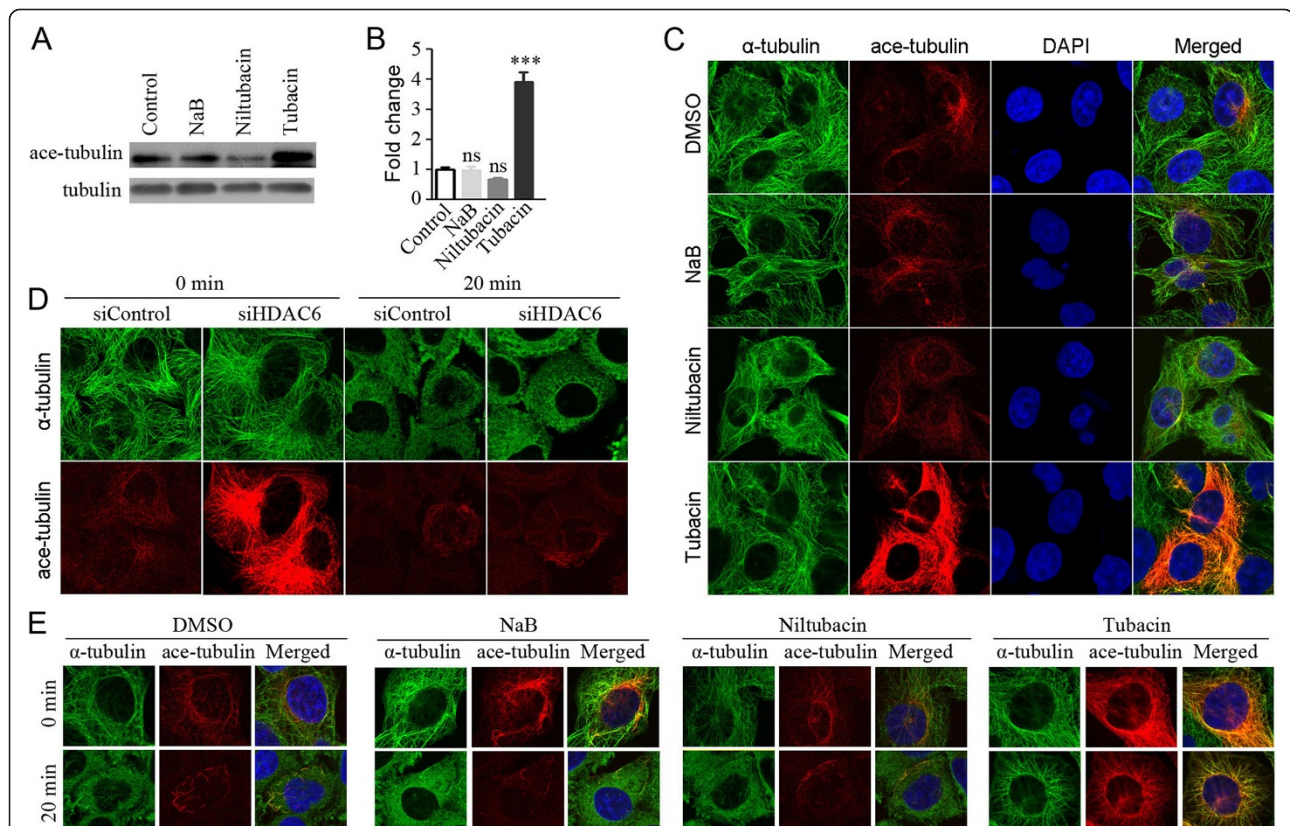 A
Control
NaB
Niltubacin
Tubacin
ace-tubulin
tubulin
B
Fold change
5
4
3
2
1
0
ns
ns
***
Control
NaB
Niltubacin
Tubacin
C
α-tubulin ace-tubulin DAPI Merged
DMSO
NaB
Niltubacin
Tubacin
D
0 min 20 min
siControl siHDAC6 siControl siHDAC6
α-tubulin
ace-tubulin
E
DMSO NaB Niltubacin Tubacin
α-tubulin ace-tubulin Merged α-tubulin ace-tubulin Merged α-tubulin ace-tubulin Merged α-tubulin ace-tubulin Merged
0 min
20 min